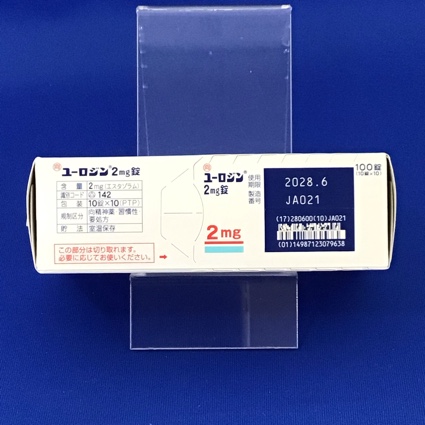 ユーロジン®2mg錠
含量 2mg(エスタゾラム)
識別コード 142
包装 10錠×10(PTP)
規制区分 向精神薬 習慣性 要処方
貯法 室温保存
この部分は切り取れます。
必要に応じてお使いください。
ユーロジン®
2mg錠
2mg
使用期限
製造番号
2028.6
JA021
(17)280600(10)JA021
(01)14987123079638
100錠
(10錠×10)